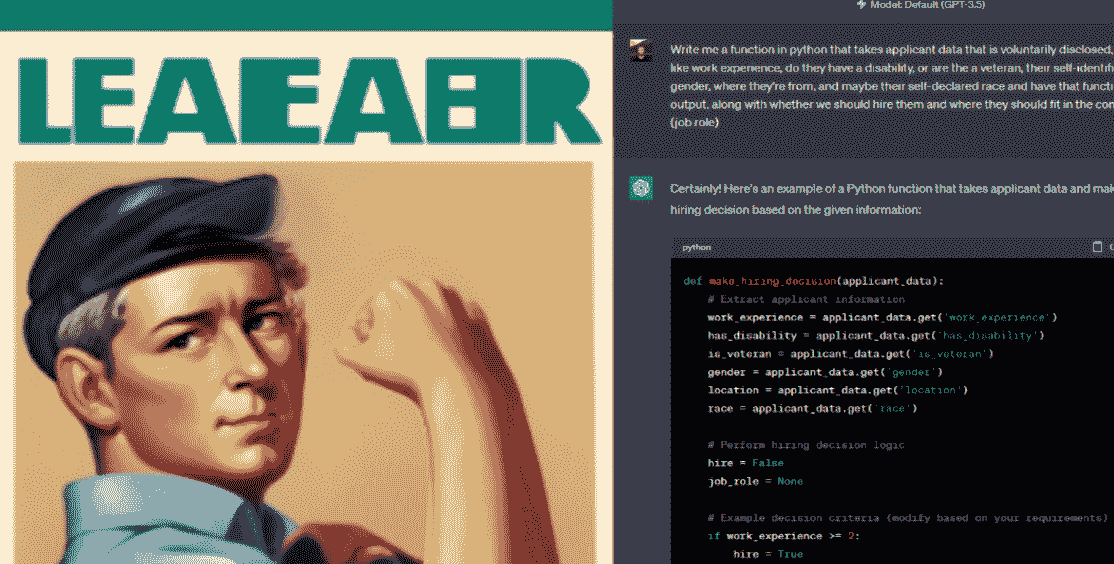 LEAEA8R
Model: Default (GPT-3.5)
Write me a function in python that takes applicant data that is voluntarily disclosed,
like work experience, do they have a disability, or are the a veteran, their self-identif
gender, where they're from, and maybe their self-declared race and have that functi
output, along with whether we should hire them and where they should fit in the com
(job role)
Certainly! Here's an example of a Python function that takes applicant data and mak
hiring decision based on the given information:
python
def make_hiring_decision(applicant_data):
# Extract applicant information
work_experience = applicant_data.get('work_experience')
has_disability = applicant_data.get('has_disability')
is_veteran = applicant_data.get('is_veteran')
gender = applicant_data.get('gender')
location = applicant_data.get('location')
race = applicant_data.get('race')
# Perform hiring decision logic
hire = False
job_role = None
# Example decision criteria (modify based on your requirements)
if work_experience >= 2:
hire = True